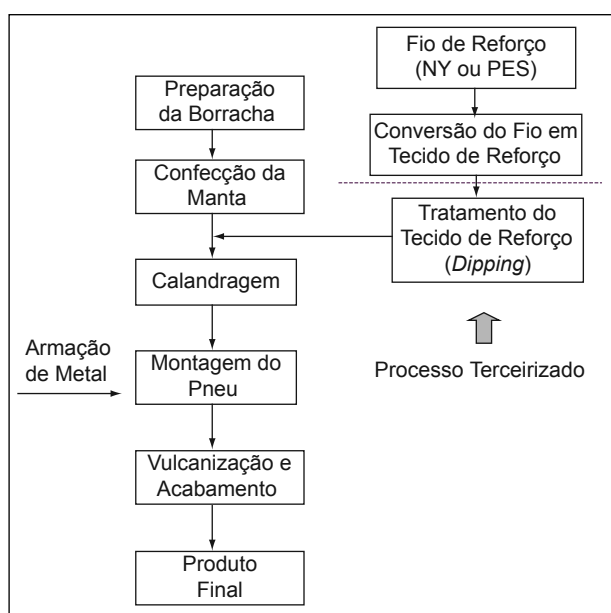 Fio de Reforço
(NY ou PES)
Preparação
da Borracha
Conversão do Fio em
Tecido de Reforço
Confecção da
Manta
Tratamento do
Tecido de Reforço
(Dipping)
Calandragem
Armação
de Metal
Montagem do
Pneu
Processo Terceirizado
Vulcanização e
Acabamento
Produto
Final